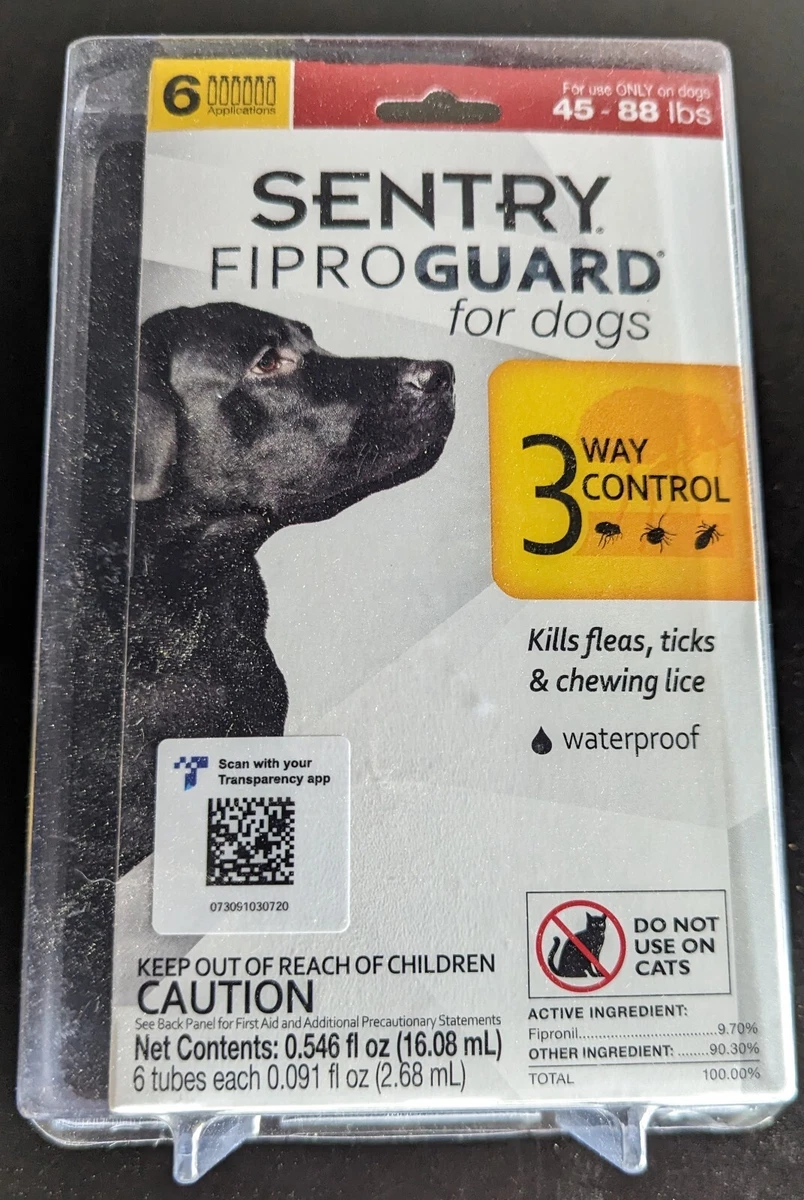 6
Applications
For use ONLY on dogs
45 - 88 lbs
SENTRY®
FIPROGUARD®
for dogs
3 WAY
CONTROL
Kills fleas, ticks
& chewing lice
waterproof
Scan with your
Transparency app
073091030720
DO NOT
USE ON
CATS
KEEP OUT OF REACH OF CHILDREN
CAUTION
See Back Panel for First Aid and Additional Precautionary Statements
Net Contents: 0.546 fl oz (16.08 mL)
6 tubes each 0.091 fl oz (2.68 mL)
ACTIVE INGREDIENT:
Fipronil..............................9.70%
OTHER INGREDIENT: .......90.30%
TOTAL 100.00%